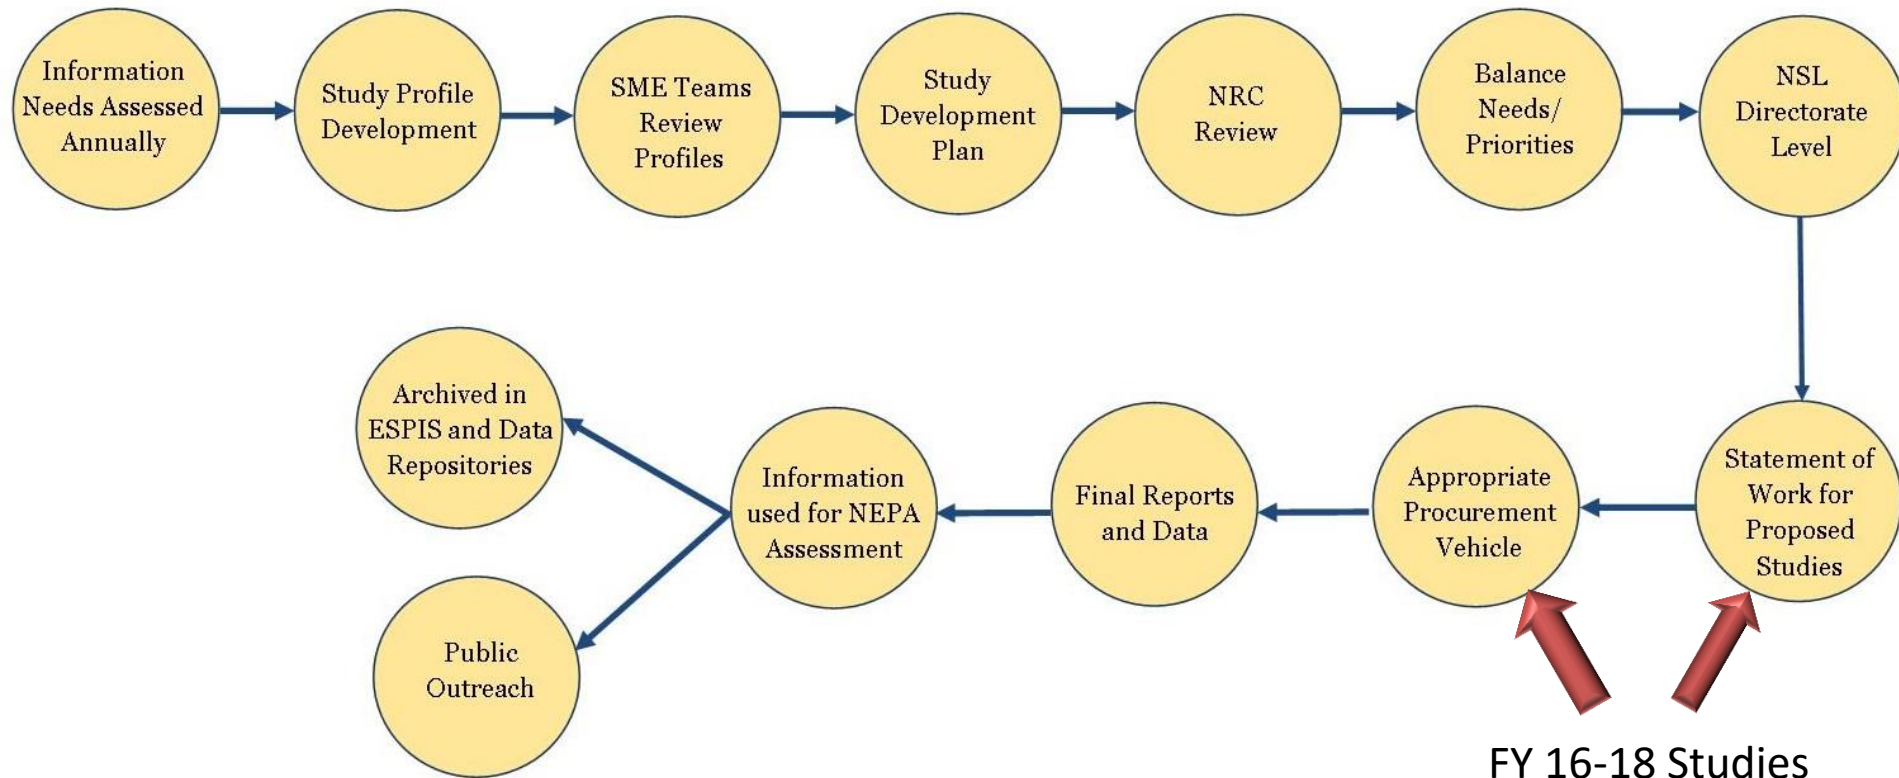 Information
Needs Assessed
Annually
Study Profile
Development
SME Teams
Review
Profiles
Study
Development
Plan
NRC
Review
Balance
Needs/
Priorities
NSL
Directorate
Level
Statement of
Work for
Proposed
Studies
Appropriate
Procurement
Vehicle
Final Reports
and Data
Information
used for NEPA
Assessment
Archived in
ESPIS and Data
Repositories
Public
Outreach
FY 16-18 Studies